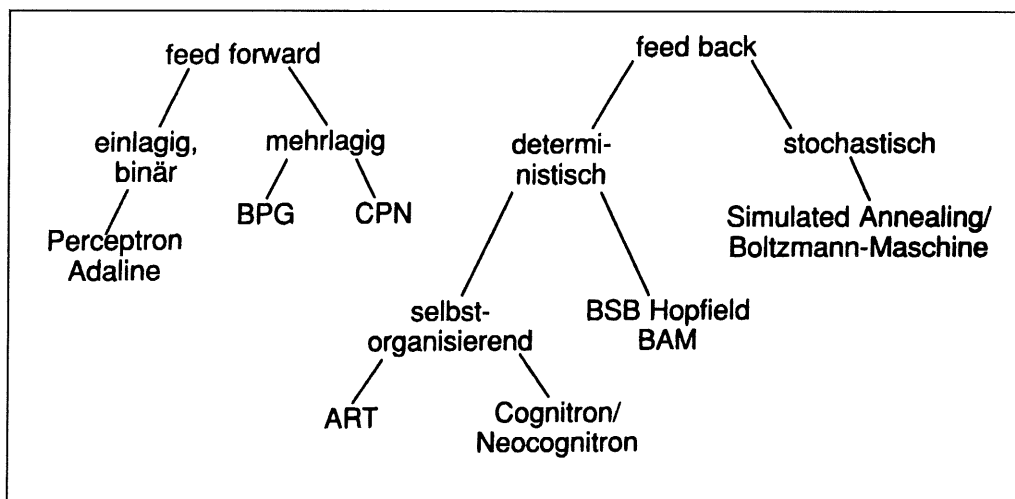 feed forward
feed back
einlagig,
binär
mehrlagig
determi-
nistisch
stochastisch
BPG
CPN
Perceptron
Adaline
Simulated Annealing/
Boltzmann-Maschine
selbst-
organisierend
BSB Hopfield
BAM
ART
Cognitron/
Neocognitron